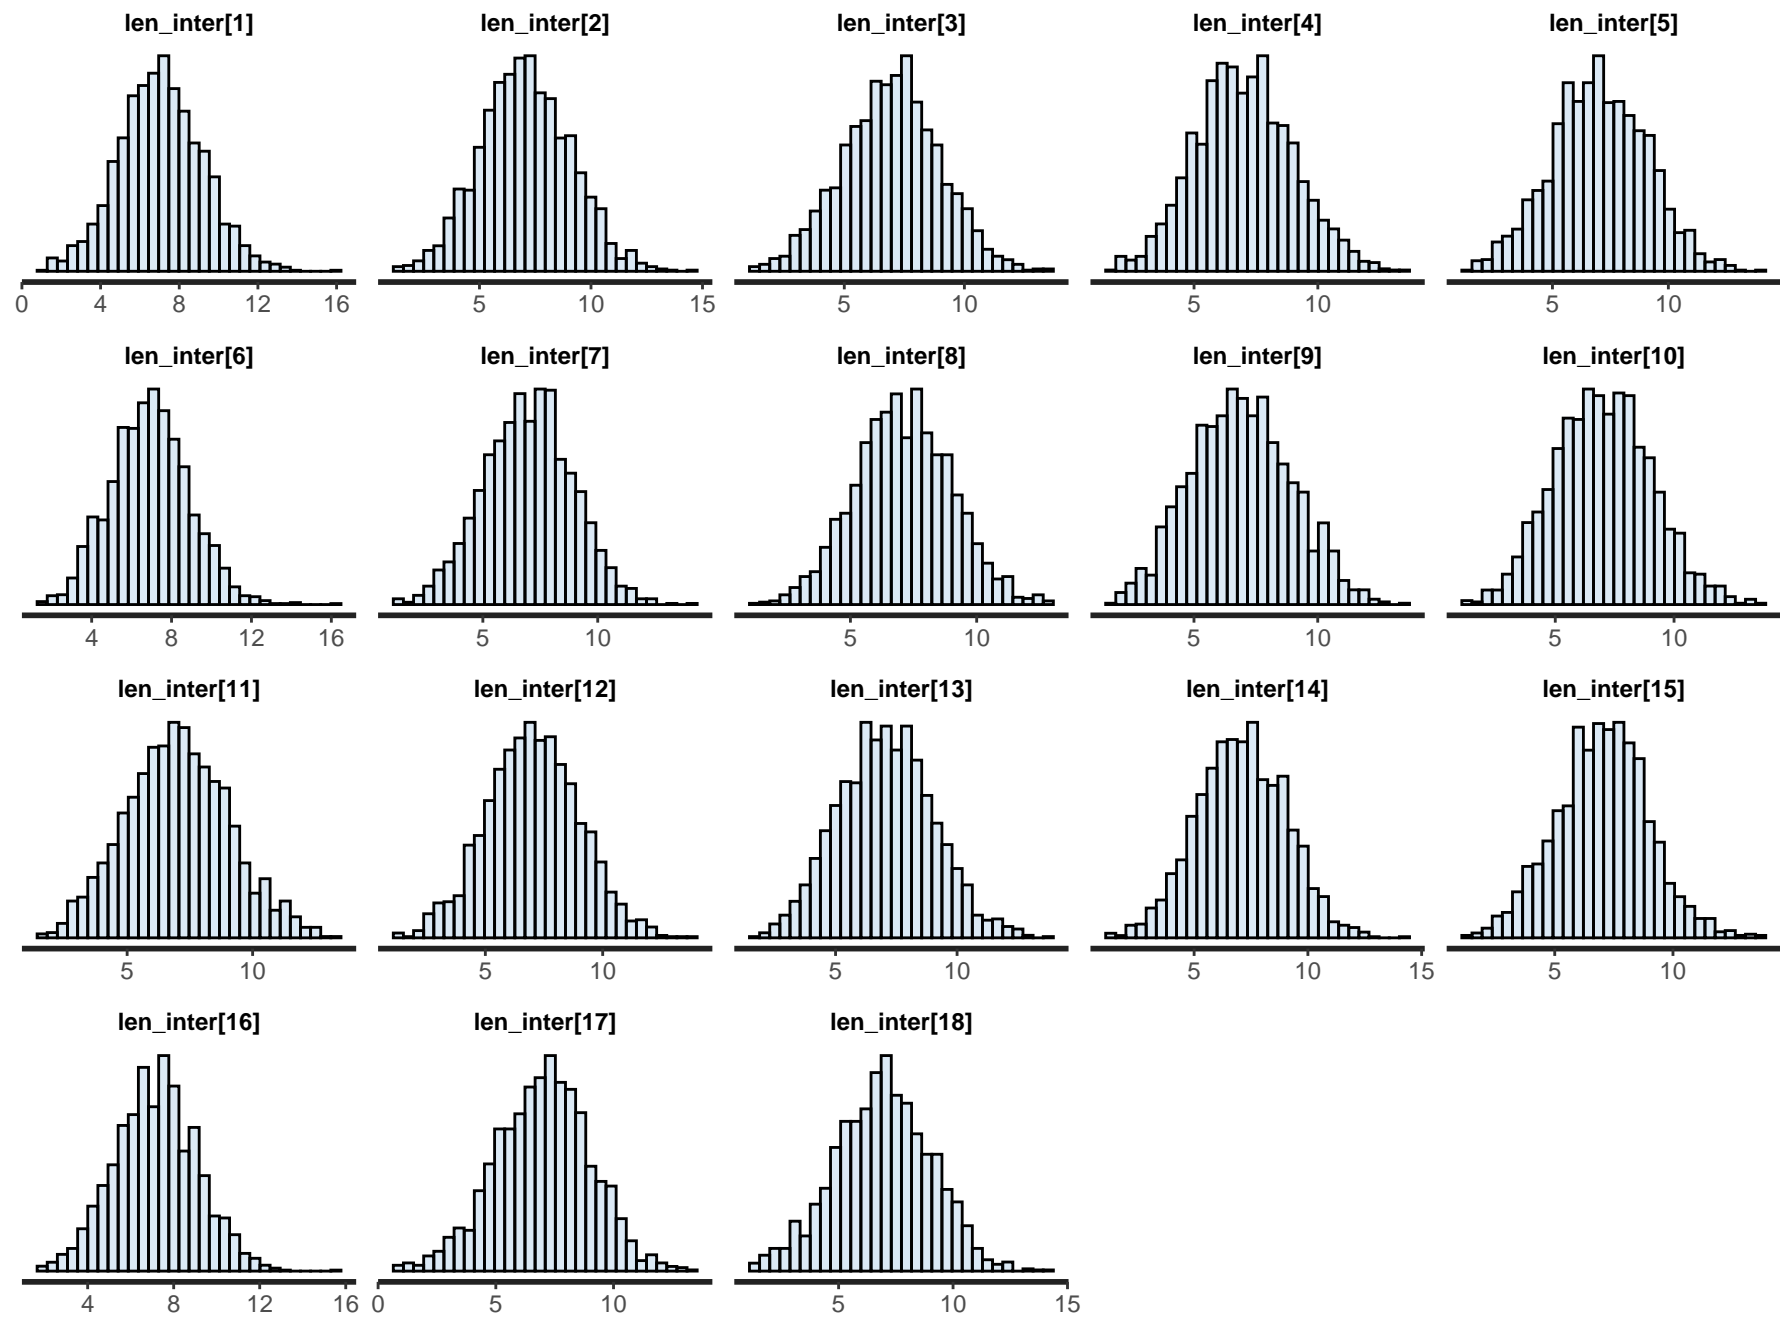 len_inter[1] len_inter[2] len_inter[3] len_inter[4] len_inter[5]
0 4 8 12 16 5 10 15 5 10 5 10 5 10
len_inter[6] len_inter[7] len_inter[8] len_inter[9] len_inter[10]
4 8 12 16 5 10 5 10 5 10 5 10
len_inter[11] len_inter[12] len_inter[13] len_inter[14] len_inter[15]
5 10 5 10 5 10 5 10 15 5 10
len_inter[16] len_inter[17] len_inter[18]
4 8 12 16 0 5 10 5 10 15